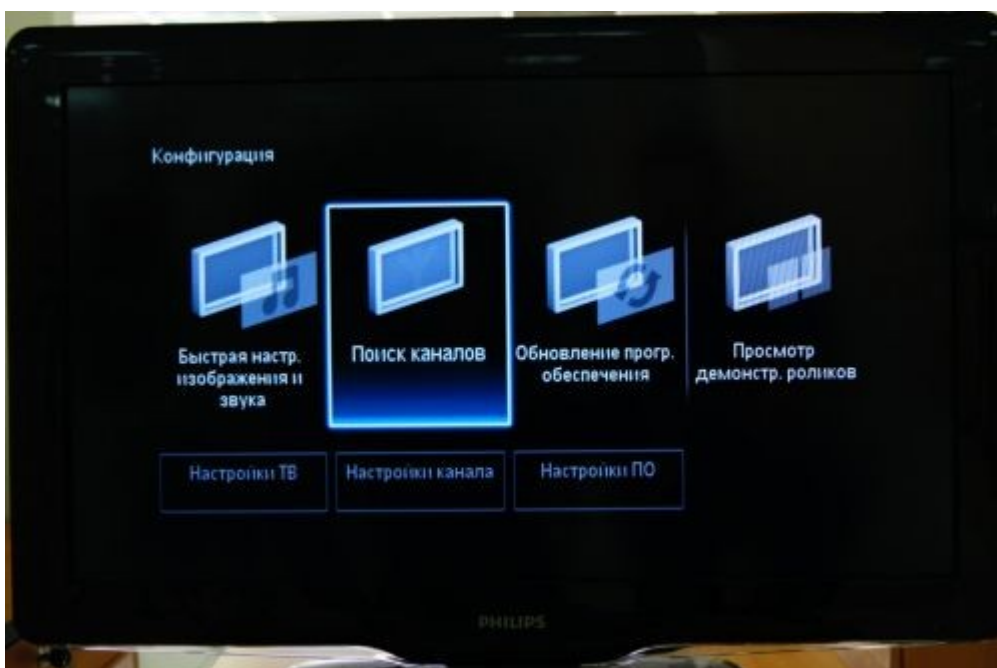 Конфигурация
Быстрая настр.
изображения и
звука
Поиск каналов
Обновление прогр.
обеспечения
Просмотр
демонстр. роликов
Настройки ТВ
Настройки канала
Настройки ПО
PHILIPS